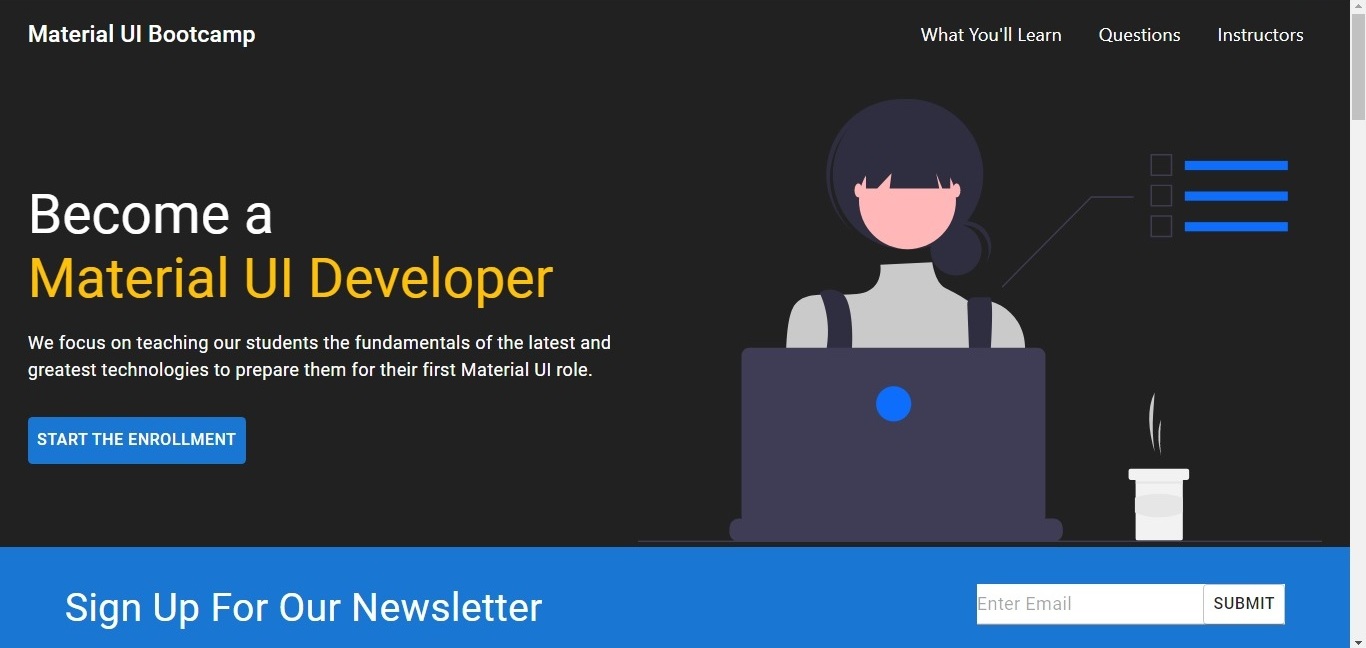 Material UI Bootcamp
What You'll Learn
Questions
Instructors
Become a
Material UI Developer
We focus on teaching our students the fundamentals of the latest and
greatest technologies to prepare them for their first Material UI role.
START THE ENROLLMENT
Sign Up For Our Newsletter
Enter Email
SUBMIT